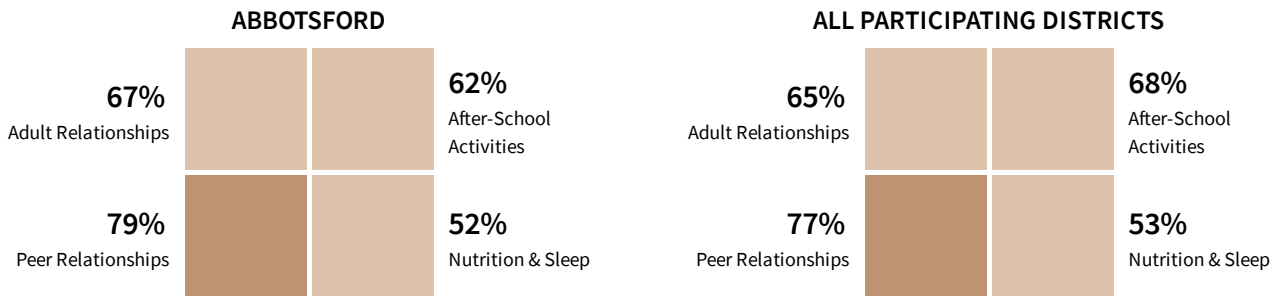 ABBOTSFORD
67%
Adult Relationships
62%
After-School
Activities
79%
Peer Relationships
52%
Nutrition & Sleep
ALL PARTICIPATING DISTRICTS
65%
Adult Relationships
68%
After-School
Activities
77%
Peer Relationships
53%
Nutrition & Sleep